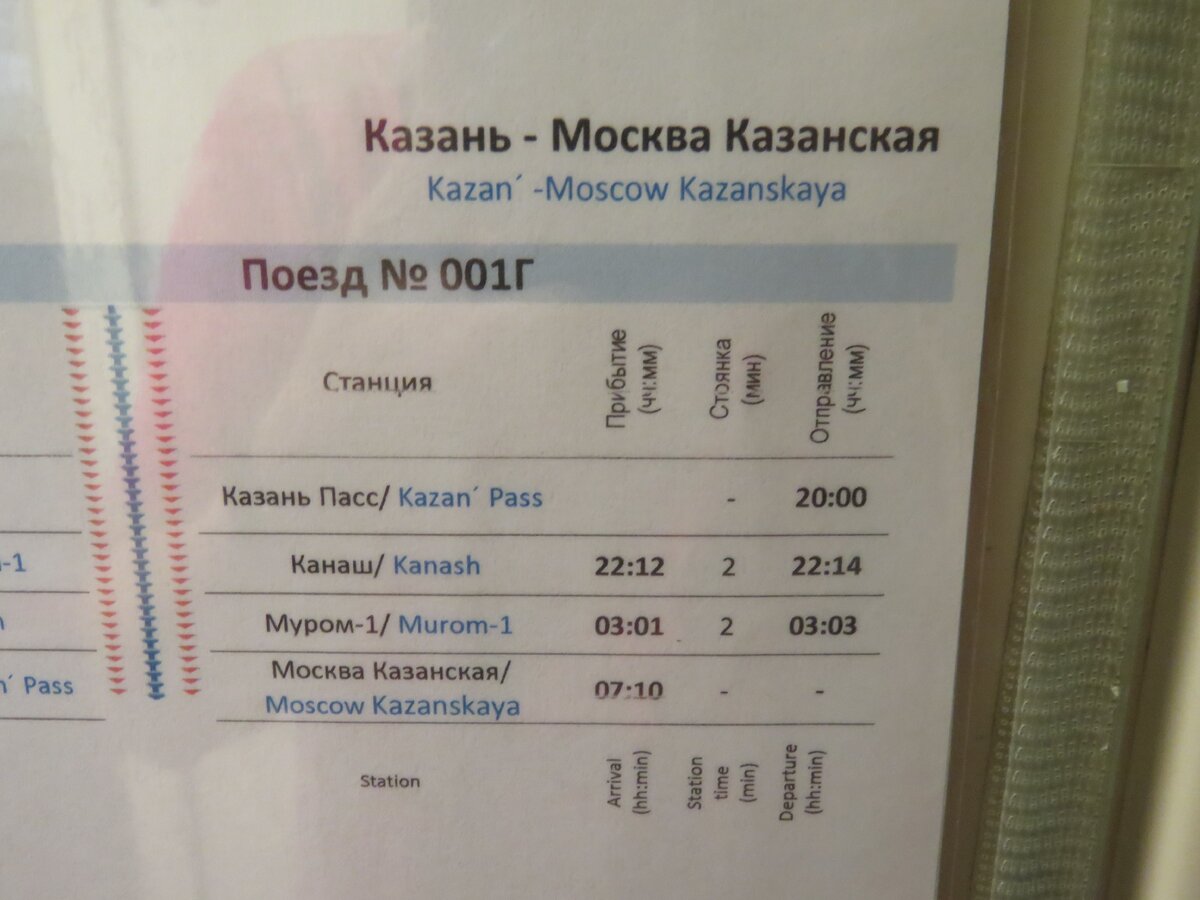 Казань - Москва Казанская
Kazan´ -Moscow Kazanskaya
Поезд № 001Г
Станция Прибытие (чч:мм) Стоянка (мин) Отправление (чч:мм)
Казань Пасс/ Kazan´ Pass - 20:00
-1 Канаш/ Kanash 22:12 2 22:14
Муром-1/ Murom-1 03:01 2 03:03
Москва Казанская/
´ Pass Moscow Kazanskaya 07:10 - -
Station Arrival (hh:min) Station time (min) Departure (hh:min)